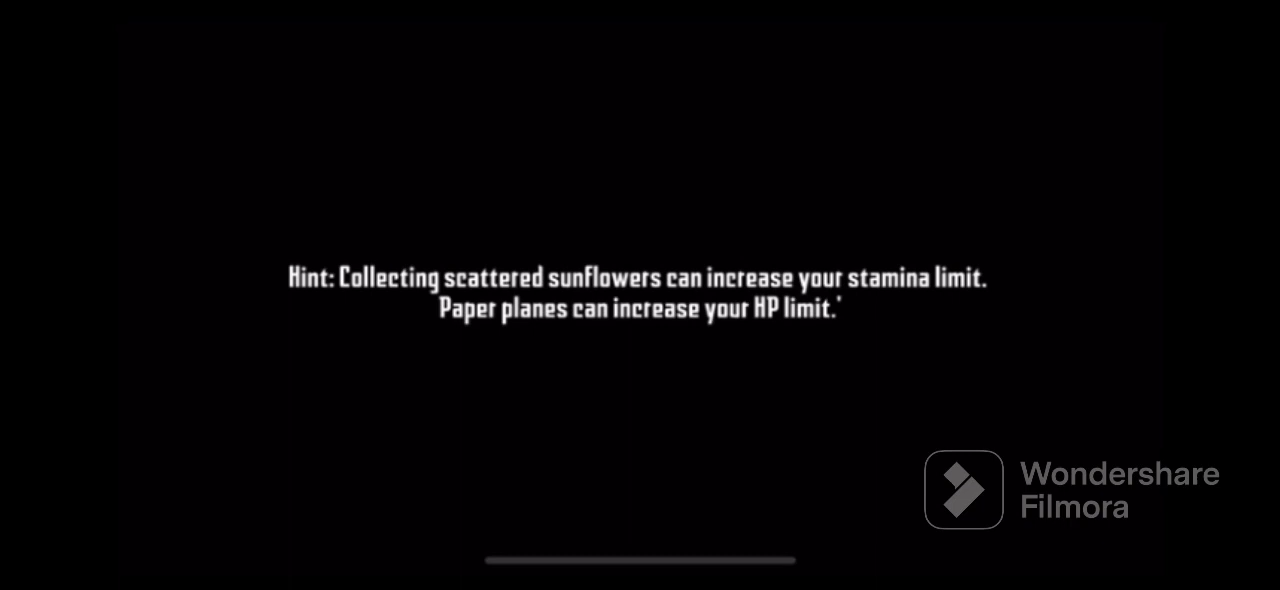 Hint: Collecting scattered sunflowers can increase your stamina limit.
Paper planes can increase your HP limit.'
Wondershare
Filmora